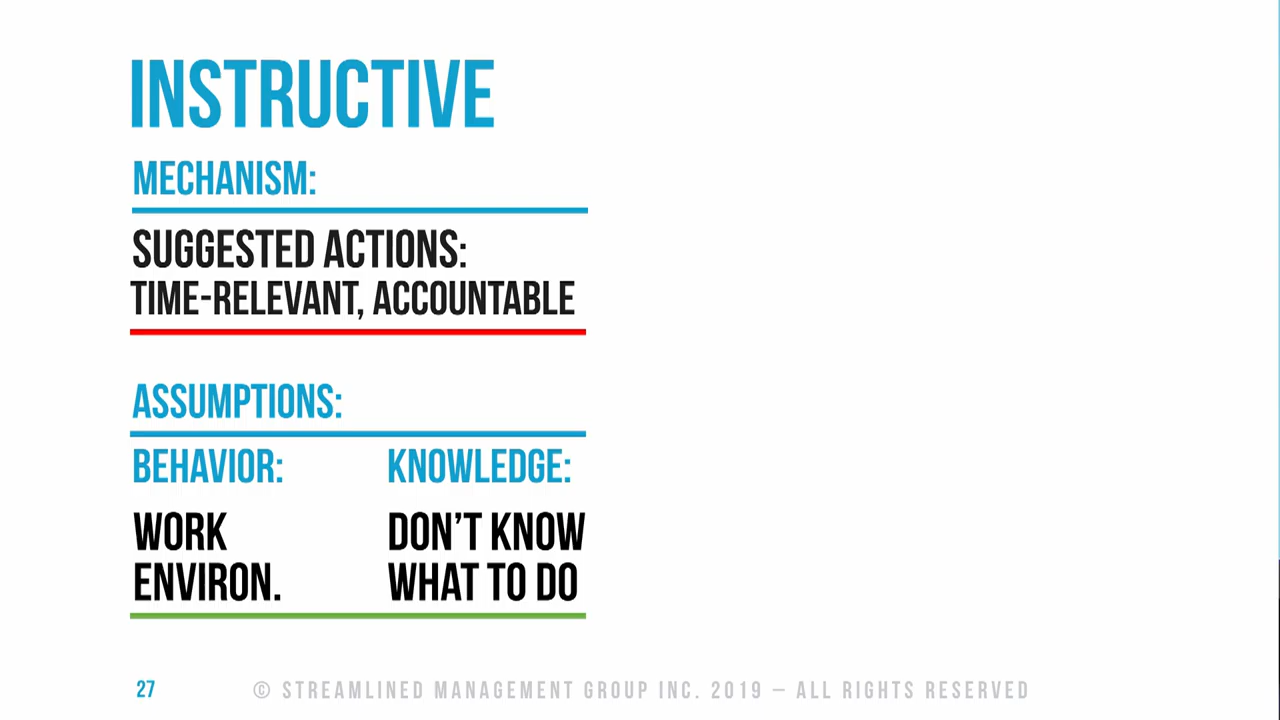 INSTRUCTIVE
MECHANISM:
SUGGESTED ACTIONS:
TIME-RELEVANT, ACCOUNTABLE
ASSUMPTIONS:
BEHAVIOR: KNOWLEDGE:
WORK DON'T KNOW
ENVIRON. WHAT TO DO
27 © STREAMLINED MANAGEMENT GROUP INC. 2019 – ALL RIGHTS RESERVED